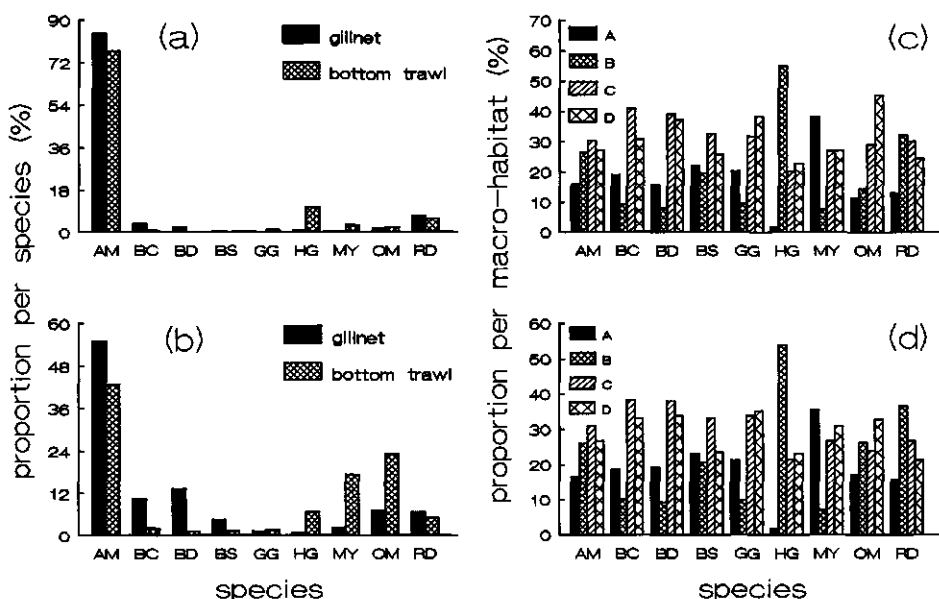 proportion per species (%)
90
72
54
36
18
0
(a)
gillnet
bottom trawl
AM BC BD BS GG HG MY OM RD
60
48
36
24
12
0
(b)
gillnet
bottom trawl
AM BC BD BS GG HG MY OM RD
species
proportion per macro-habitat (%)
70
60
50
40
30
20
10
0
(c)
A
B
C
D
AM BC BD BS GG HG MY OM RD
60
50
40
30
20
10
0
(d)
A
B
C
D
AM BC BD BS GG HG MY OM RD
species